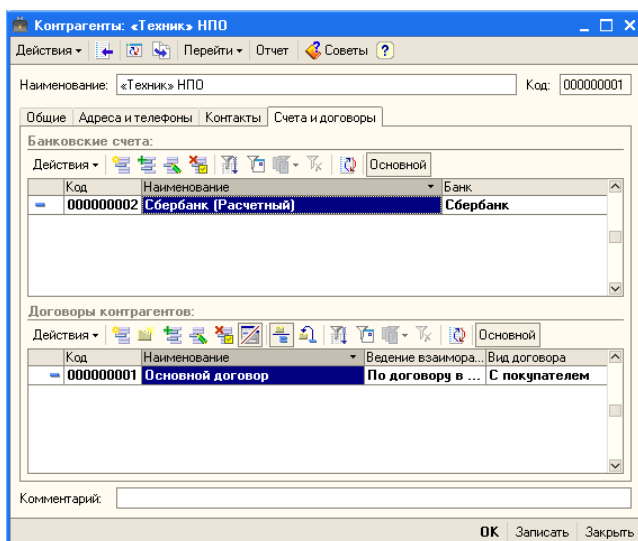 Контрагенты: «Техник» НПО
Действия Перейти Отчет Советы ?
Наименование: «Техник» НПО Код: 000000001
Общие Адреса и телефоны Контакты Счета и договоры
Банковские счета:
Действия Основной
Код Наименование Банк
000000002 Сбербанк (Расчетный) Сбербанк
Договоры контрагентов:
Действия Основной
Код Наименование Ведение взаимора... Вид договора
000000001 Основной договор По договору в ... С покупателем
Комментарий:
ОК Записать Закрыть